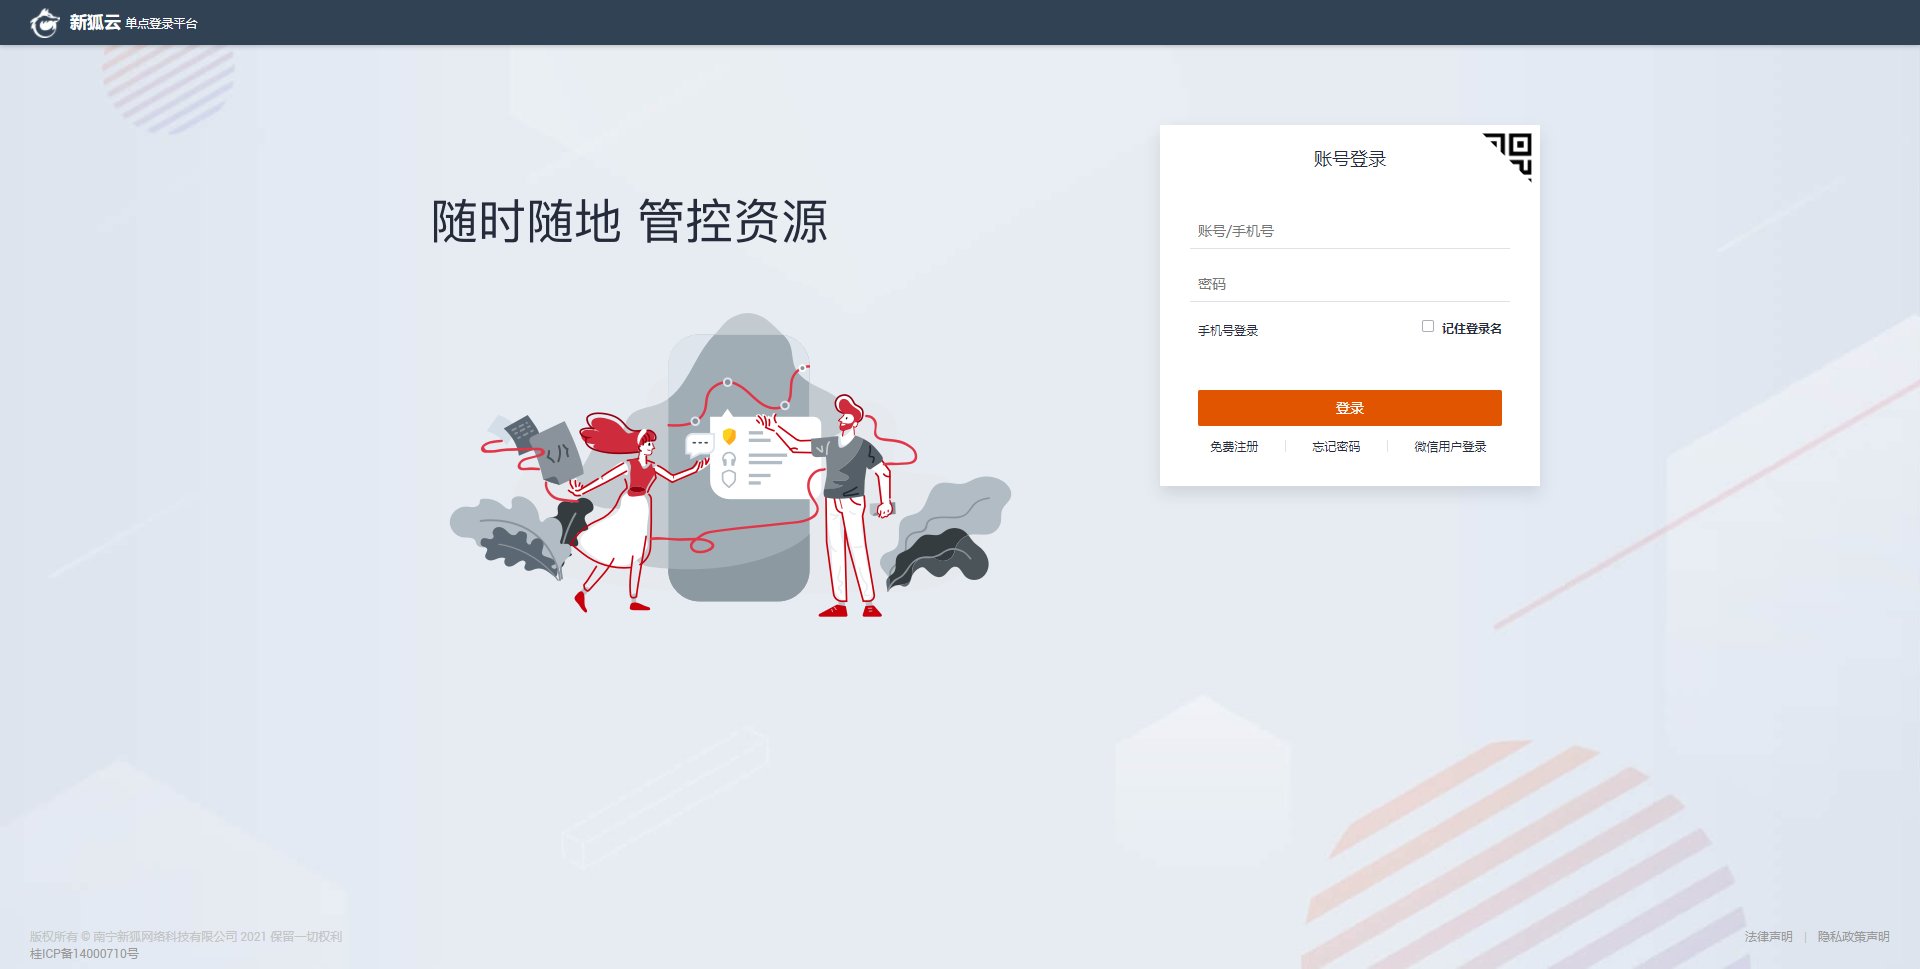 新狐云 单点登录平台
账号登录
随时随地 管控资源
账号/手机号
密码
手机号登录
记住登录名
登录
免费注册
忘记密码
微信用户登录
版权所有 © 南宁新狐网络科技有限公司 2021 保留一切权利
桂ICP备14000710号
法律声明 | 隐私政策声明